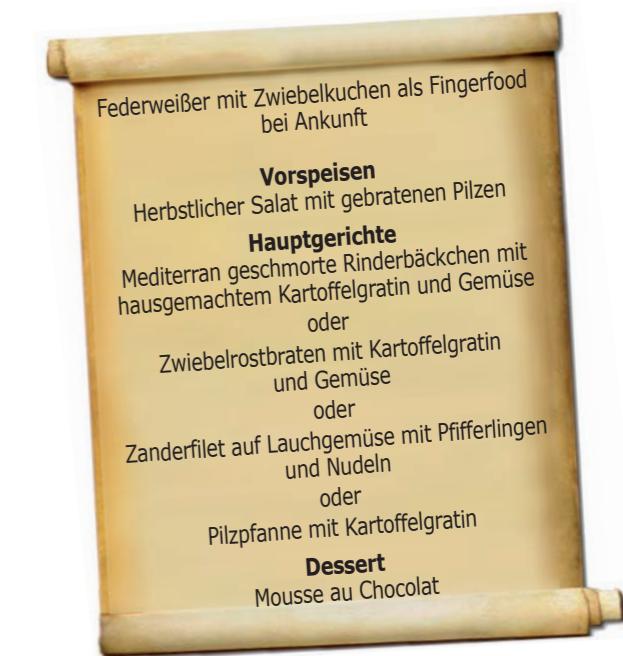 Federweißer mit Zwiebelkuchen als Fingerfood
bei Ankunft
Vorspeisen
Herbstlicher Salat mit gebratenen Pilzen
Hauptgerichte
Mediterran geschmorte Rinderbäckchen mit
hausgemachtem Kartoffelgratin und Gemüse
oder
Zwiebelrostbraten mit Kartoffelgratin
und Gemüse
oder
Zanderfilet auf Lauchgemüse mit Pfifferlingen
und Nudeln
oder
Pilzpfanne mit Kartoffelgratin
Dessert
Mousse au Chocolat